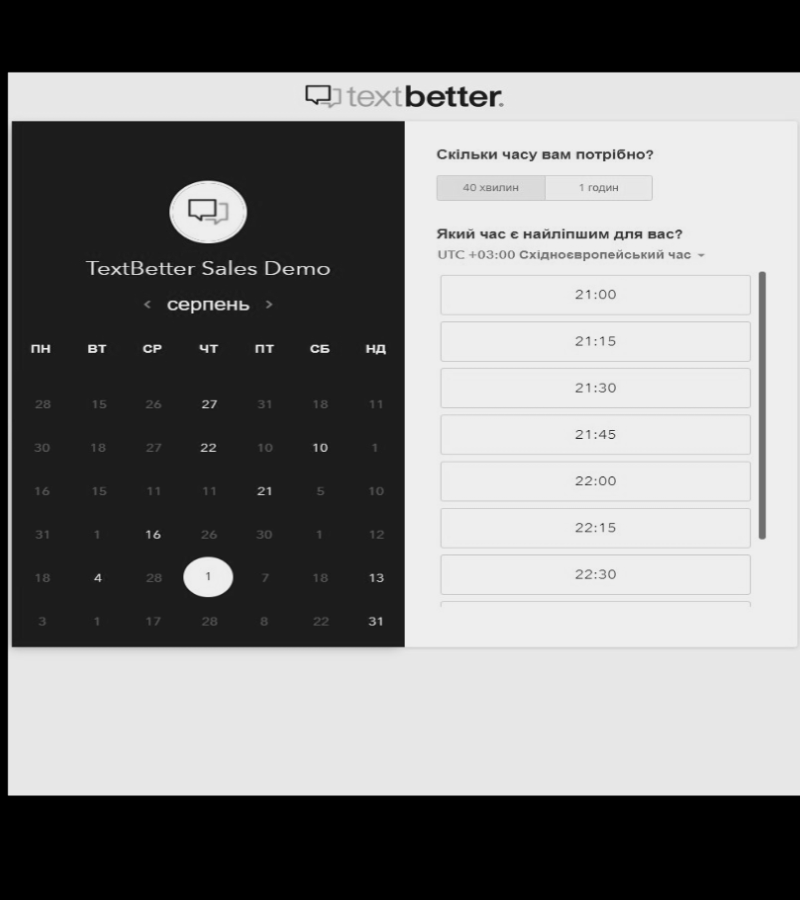 textbetter.
TextBetter Sales Demo
< серпень >
ПН ВТ СР ЧТ ПТ СБ НД
28 15 26 27 31 18 11
30 18 27 22 10 10 1
16 15 11 11 21 5 10
31 1 16 26 30 1 12
18 4 28 1 7 18 13
3 1 17 28 8 22 31
Скільки часу вам потрібно?
40 хвилин 1 годин
Який час є найліпшим для вас?
UTC +03:00 Східноєвропейський час
21:00
21:15
21:30
21:45
22:00
22:15
22:30